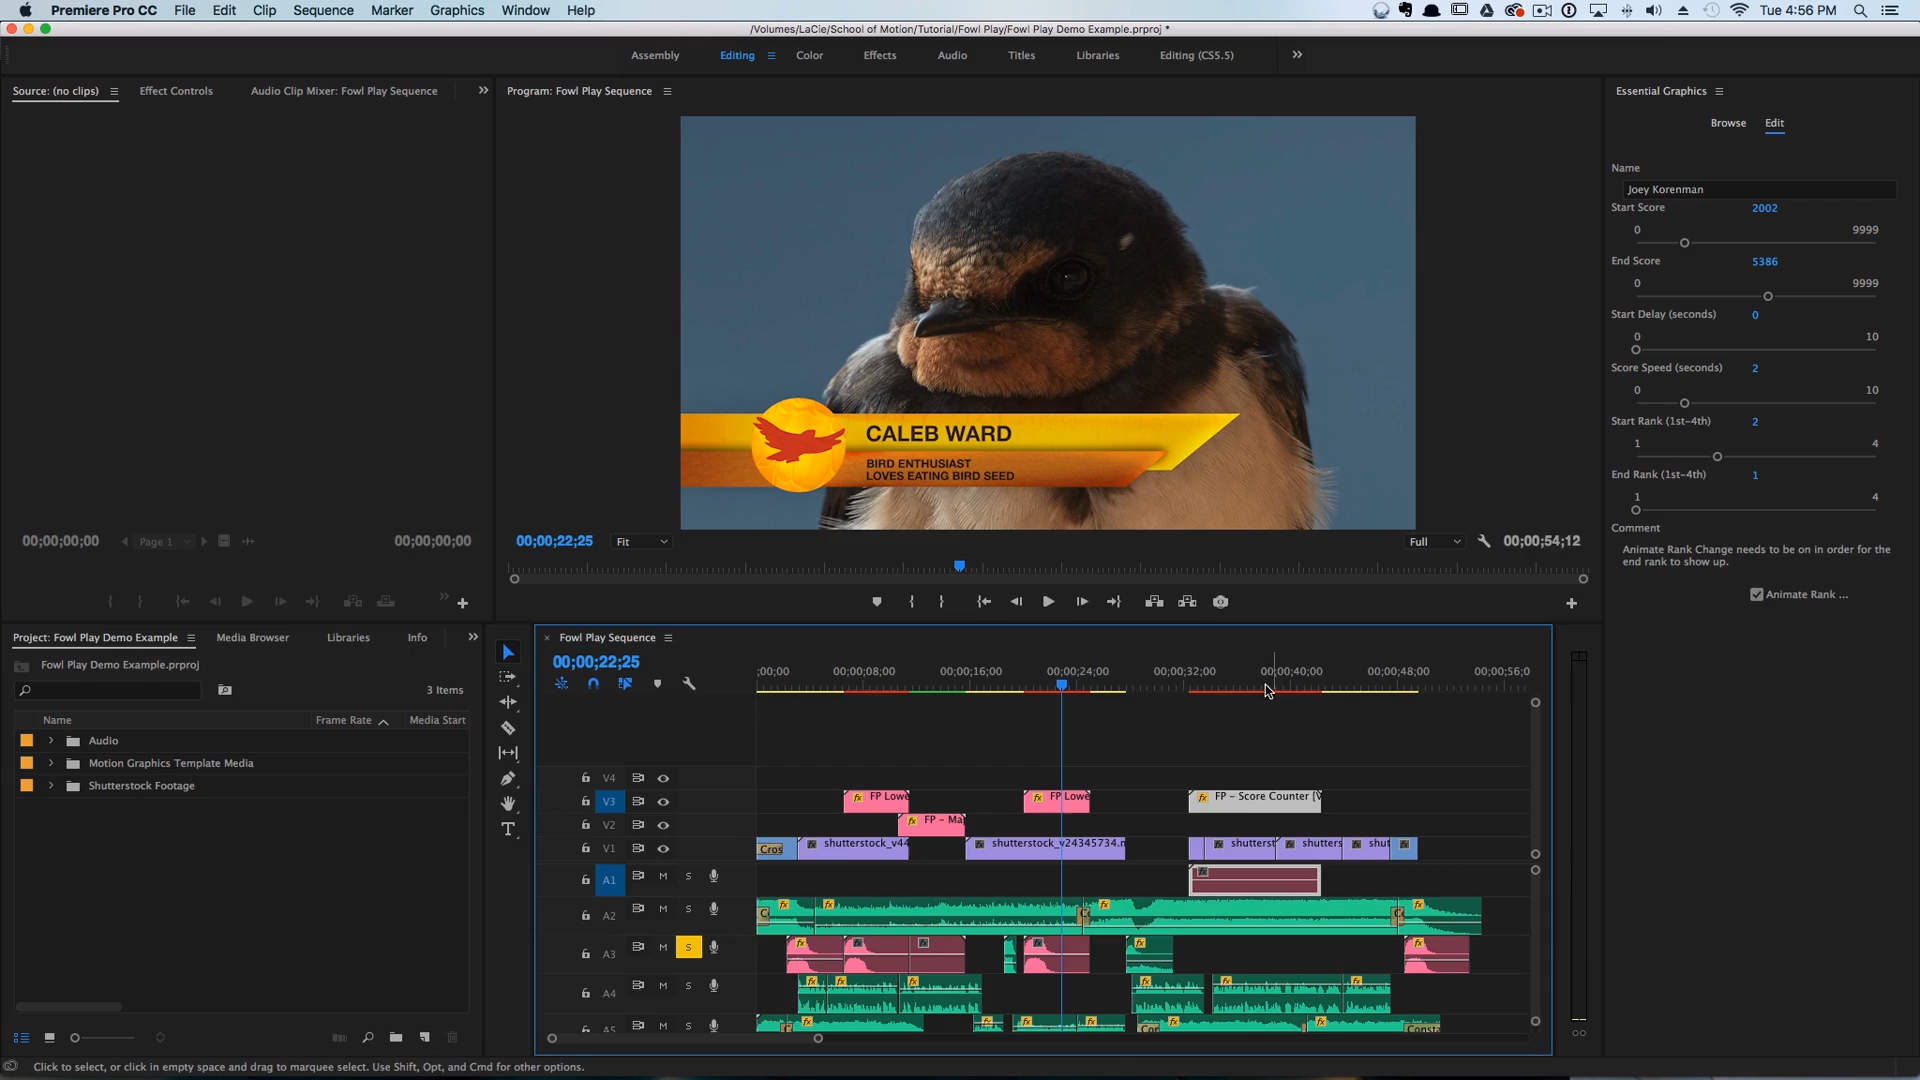 Premiere Pro CC File Edit Clip Sequence Marker Graphics Window Help Tue 4:56 PM
/Volumes/LaCie/School of Motion/Tutorial/Fowl Play/Fowl Play Demo Example.prproj *
Assembly Editing Color Effects Audio Titles Libraries Editing (CS5.5)
Source: (no clips) Effect Controls Audio Clip Mixer: Fowl Play Sequence
Program: Fowl Play Sequence
Essential Graphics
Browse Edit
Name
Joey Korenman
Start Score 2002
0 9999
End Score 5386
0 9999
Start Delay (seconds) 0
0 10
Score Speed (seconds) 2
0 10
Start Rank (1st-4th) 2
1 4
End Rank (1st-4th) 1
1 4
Comment
Animate Rank Change needs to be on in order for the
end rank to show up.
Animate Rank ...
CALEB WARD
BIRD ENTHUSIAST
LOVES EATING BIRD SEED
00;00;00;00 Page 1 00;00;00;00
00;00;22;25 Fit Full 00;00;54;12
Project: Fowl Play Demo Example Media Browser Libraries Info
Fowl Play Demo Example.prproj
3 Items
Name Frame Rate Media Start
Audio
Motion Graphics Template Media
Shutterstock Footage
Fowl Play Sequence
00;00;22;25
;00;00 00;00;08;00 00;00;16;00 00;00;24;00 00;00;32;00 00;00;40;00 00;00;48;00 00;00;56;0
V4
V3 fx FP Lowe fx FP Lowe fx FP - Score Counter [V
V2 fx FP - Ma
V1 Cros fx shutterstock_v44 fx shutterstock_v24345734.m fx shutterst fx shutters fx shut fx
A1 M S fx
A2 M S
A3 M S
A4 M S
A5 M S
Click to select, or click in empty space and drag to marquee select. Use Shift, Opt, and Cmd for other options.